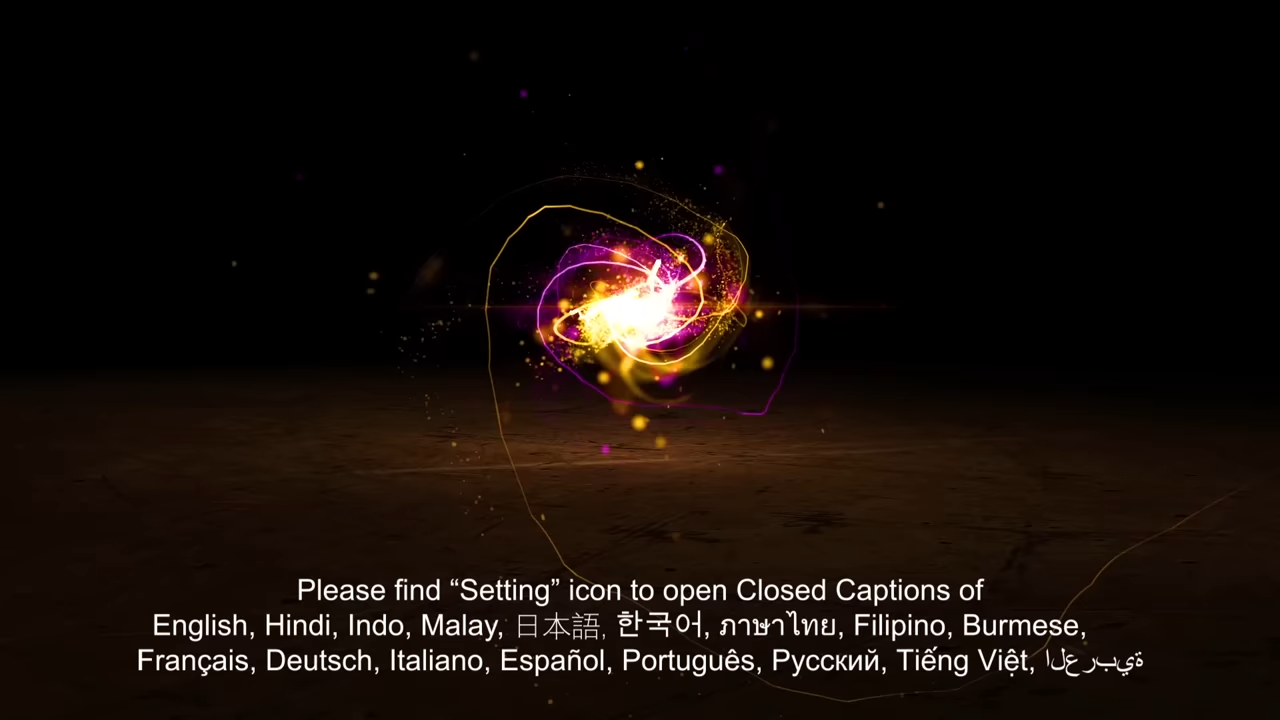 Please find “Setting” icon to open Closed Captions of
English, Hindi, Indo, Malay, 日本語, 한국어, ภาษาไทย, Filipino, Burmese,
Français, Deutsch, Italiano, Español, Português, Русский, Tiếng Việt, العربية